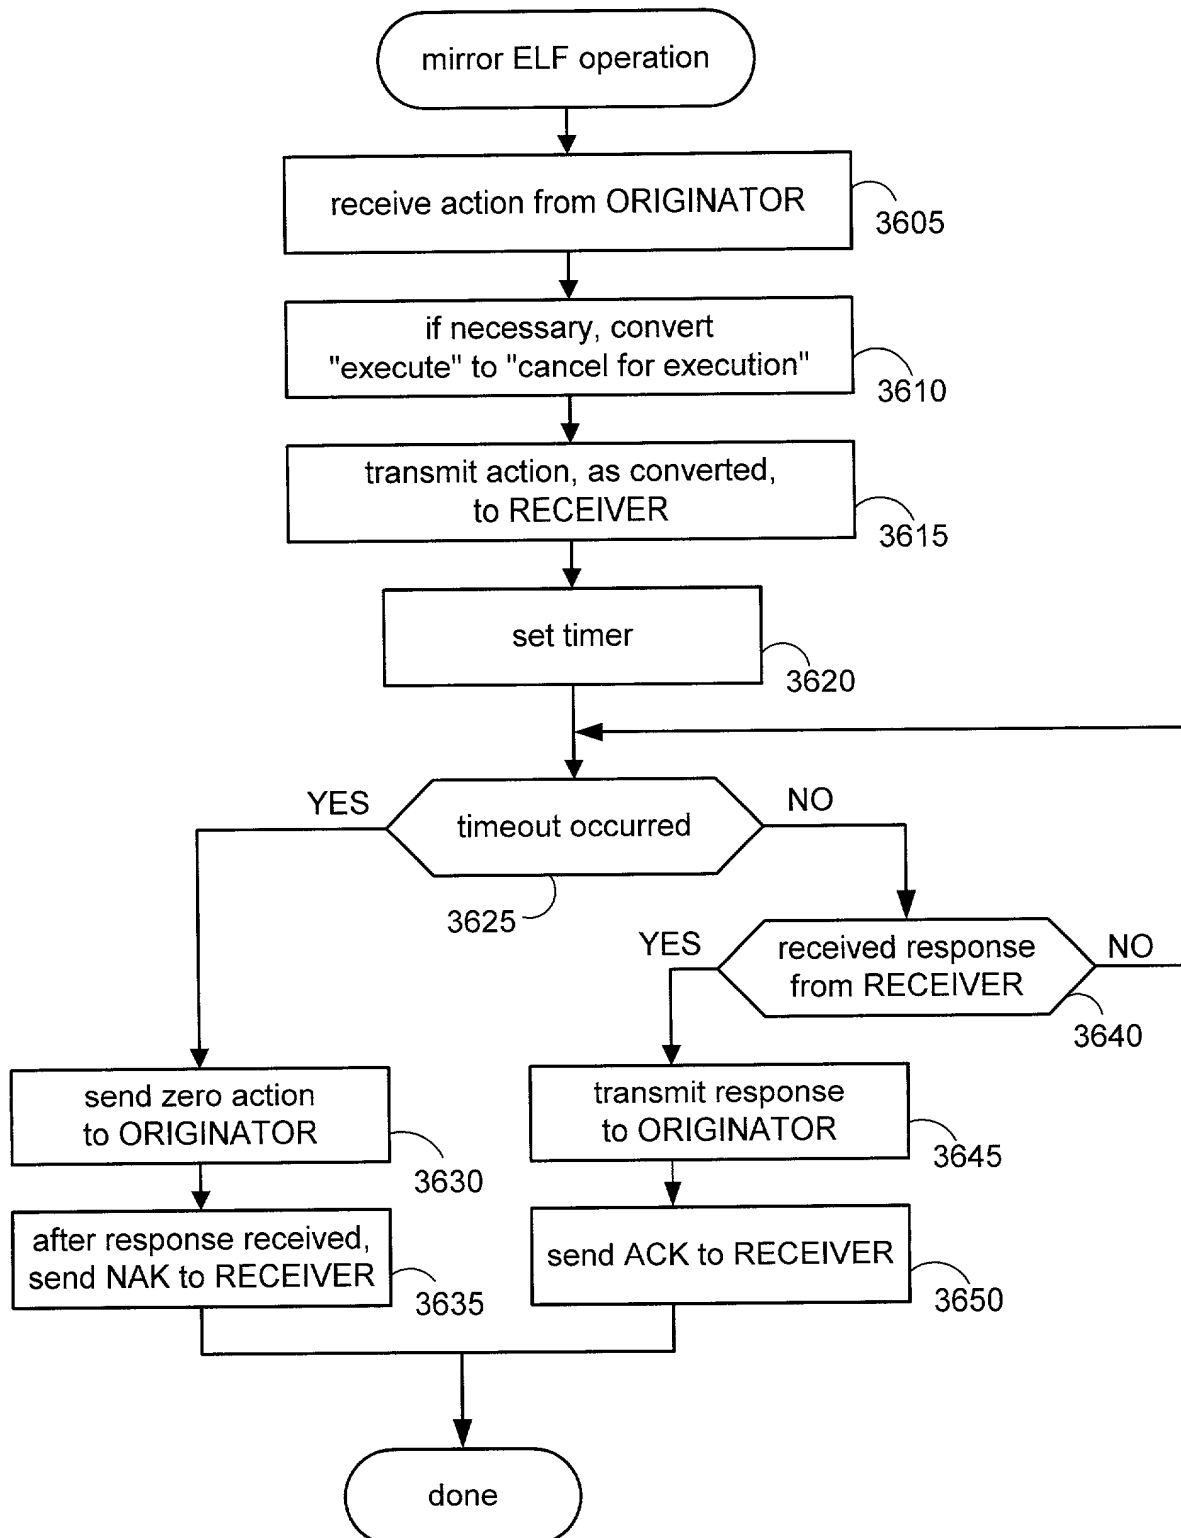 mirror ELF operation
receive action from ORIGINATOR
3605
if necessary, convert
"execute" to "cancel for execution"
3610
transmit action, as converted,
to RECEIVER
3615
set timer
3620
YES
timeout occurred
NO
3625
YES
received response
from RECEIVER
NO
3640
send zero action
to ORIGINATOR
3630
transmit response
to ORIGINATOR
3645
after response received,
send NAK to RECEIVER
3635
send ACK to RECEIVER
3650
done